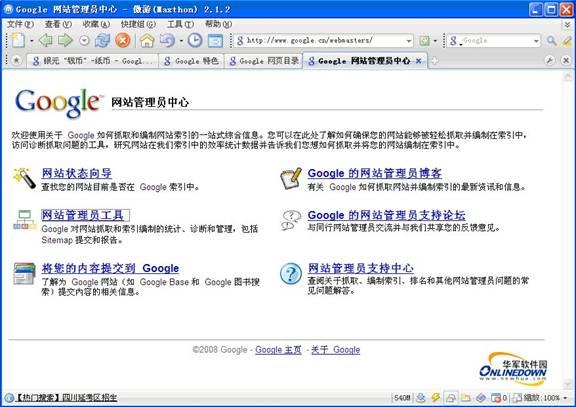 Google 网站管理员中心 - 傲游(Maxthon) 2.1.2
文件(F) 查看(V) 收藏(A) 快捷组(G) 工具(T) 帮助(H)
http://www.google.cn/webmasters/
Google
Google 特色
Google 网页目录
Google 网站管理员中心
Google™ 网站管理员中心
欢迎使用关于 Google 如何抓取和编制网站索引的一站式综合信息。您可以在此处了解如何确保您的网站能够被轻松抓取并编制在索引中，
访问诊断抓取问题的工具，研究网站在我们索引中的效率统计数据并告诉我们您想如何抓取并将您的网站编制在索引中。
网站状态向导
查找您的网站目前是否在 Google 索引中。
网站管理员工具
Google 对网站抓取和索引编制的统计、诊断和管理，包括
Sitemap 提交和报告。
将您的内容提交到 Google
了解为 Google 网站（如 Google Base 和 Google 图书搜
索）提交内容的相关信息。
Google 的网站管理员博客
有关 Google 如何抓取网站并编制索引的最新资讯和信息。
Google 的网站管理员支持论坛
与同行网站管理员交流并与我们共享您的反馈意见。
网站管理员支持中心
查阅关于抓取、编制索引、排名和其他网站管理员问题的常
见问题解答。
©2008 Google - Google 主页 - 关于 Google
华军软件园
ONLINEDOWN
www.newhua.com
【热门搜索】四川延考区招生
540M
0
缩放:100%